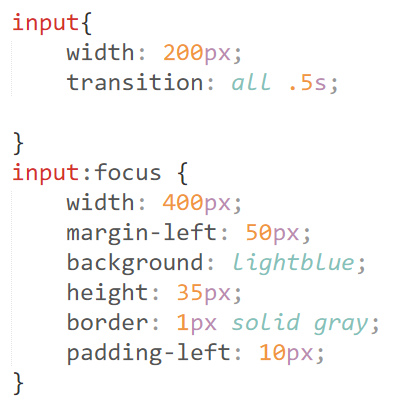 input{
    width: 200px;
    transition: all .5s;

}
input:focus {
    width: 400px;
    margin-left: 50px;
    background: lightblue;
    height: 35px;
    border: 1px solid gray;
    padding-left: 10px;
}